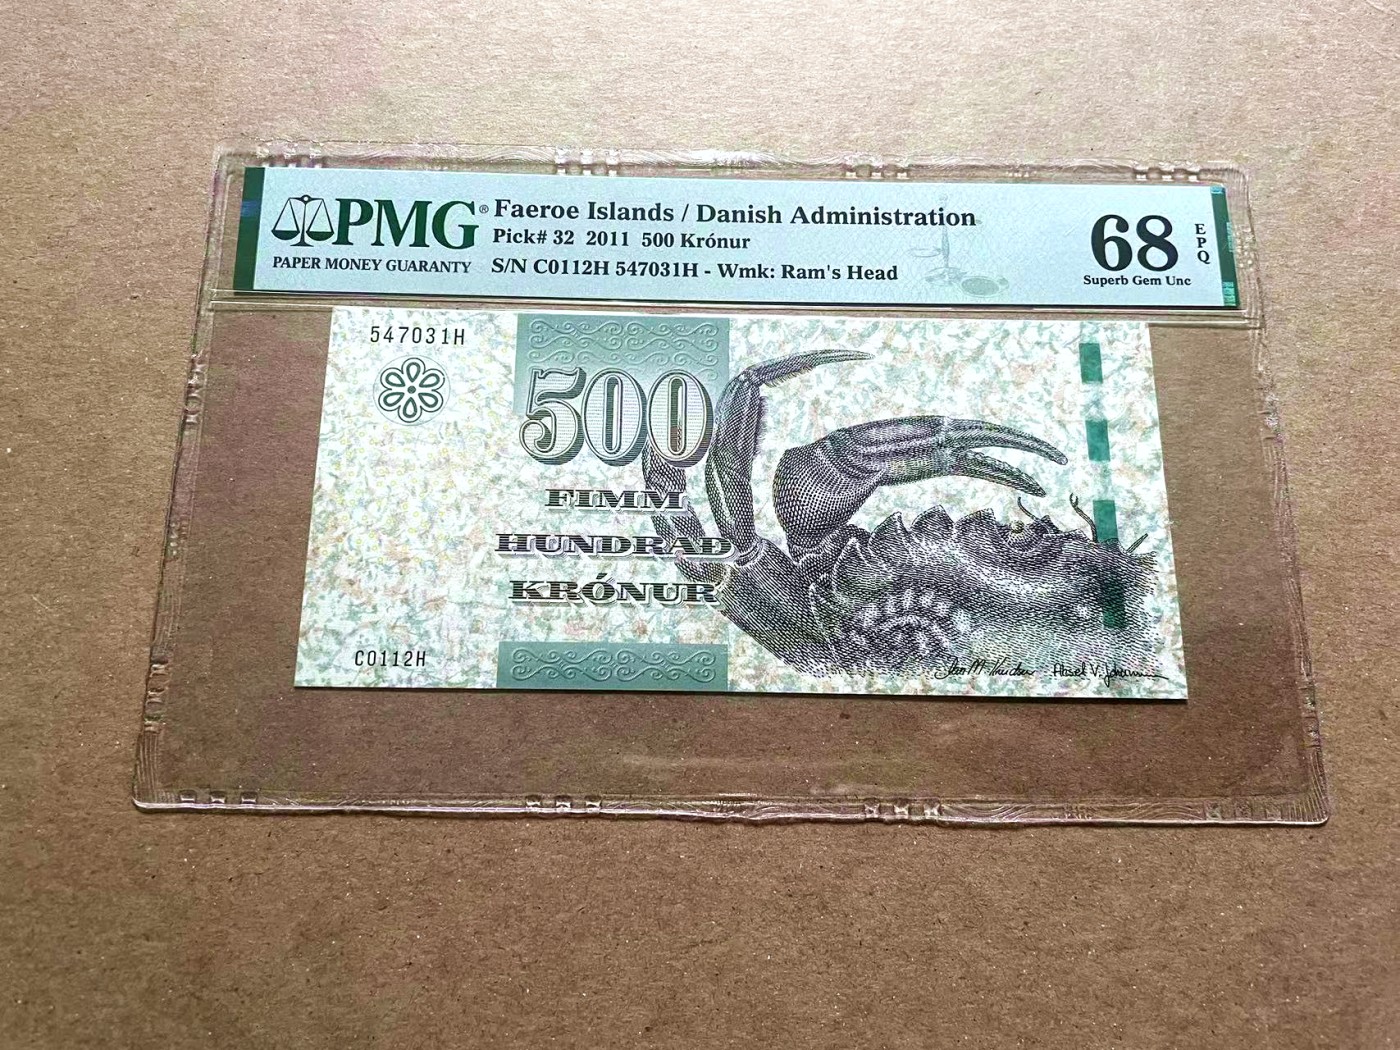 PMG®
PAPER MONEY GUARANTY
Faeroe Islands / Danish Administration
Pick# 32 2011 500 Krónur
S/N C0112H 547031H - Wmk: Ram's Head
68
EPQ
Superb Gem Unc
547031H
500
FIMM
HUNDRAÐ
KRÓNUR
C0112H